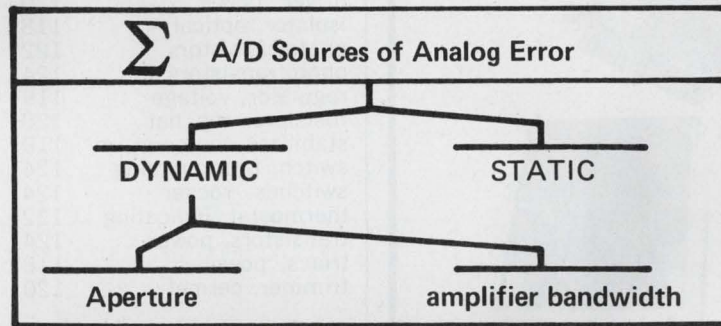 Σ A/D Sources of Analog Error
DYNAMIC STATIC
Aperture amplifier bandwidth